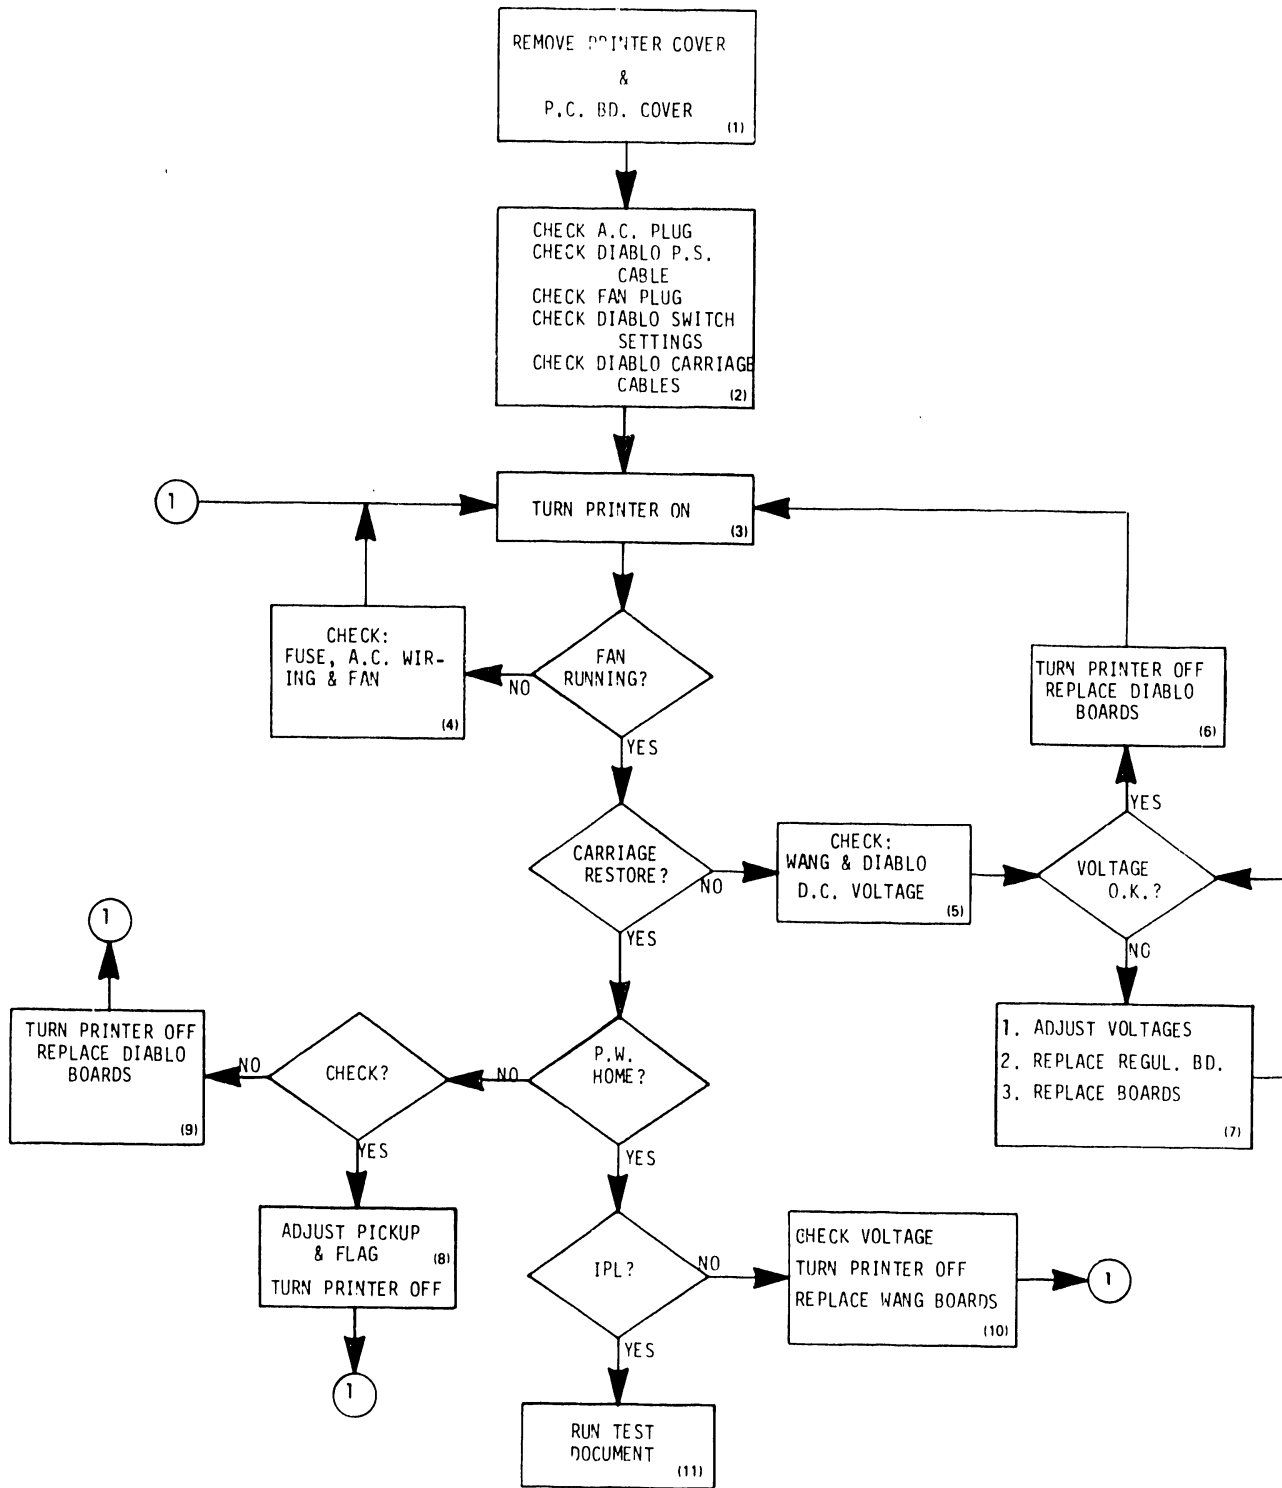 REMOVE PRINTER COVER
&
P.C. BD. COVER
(1)
CHECK A.C. PLUG
CHECK DIABLO P.S.
CABLE
CHECK FAN PLUG
CHECK DIABLO SWITCH
SETTINGS
CHECK DIABLO CARRIAGE
CABLES
(2)
1
TURN PRINTER ON
(3)
CHECK:
FUSE, A.C. WIR-
ING & FAN
(4)
NO
FAN
RUNNING?
YES
TURN PRINTER OFF
REPLACE DIABLO
BOARDS
(6)
YES
CARRIAGE
RESTORE?
NO
YES
CHECK:
WANG & DIABLO
D.C. VOLTAGE
(5)
VOLTAGE
O.K.?
NO
1
TURN PRINTER OFF
REPLACE DIABLO
BOARDS
(9)
NO
CHECK?
YES
NO
P.W.
HOME?
YES
1. ADJUST VOLTAGES
2. REPLACE REGUL. BD.
3. REPLACE BOARDS
(7)
ADJUST PICKUP
& FLAG
(8)
TURN PRINTER OFF
1
IPL?
NO
YES
CHECK VOLTAGE
TURN PRINTER OFF
REPLACE WANG BOARDS
(10)
1
RUN TEST
DOCUMENT
(11)